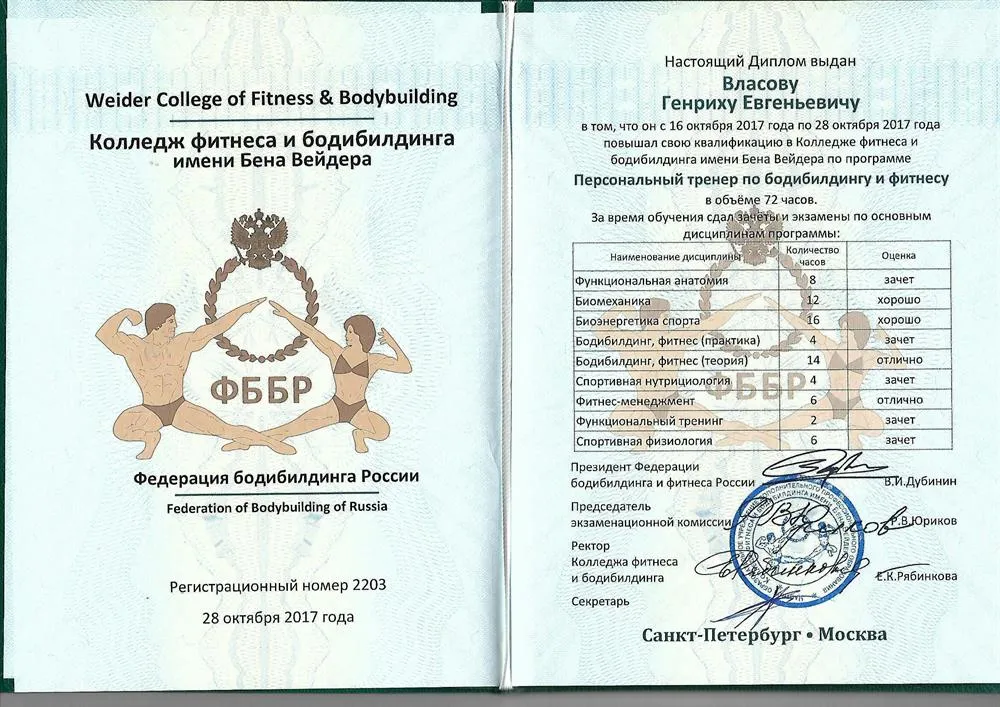 Weider College of Fitness & Bodybuilding
Колледж фитнеса и бодибилдинга
имени Бена Вейдера
ФББР
Федерация бодибилдинга России
Federation of Bodybuilding of Russia
Регистрационный номер 2203
28 октября 2017 года
Настоящий Диплом выдан
Власову
Генриху Евгеньевичу
в том, что он с 16 октября 2017 года по 28 октября 2017 года
повышал свою квалификацию в Колледже фитнеса и
бодибилдинга имени Бена Вейдера по программе
Персональный тренер по бодибилдингу и фитнесу
в объёме 72 часов.
За время обучения сдал зачёты и экзамены по основным
дисциплинам программы:
Наименование дисциплины Количество часов Оценка
Функциональная анатомия 8 зачет
Биомеханика 12 хорошо
Биоэнергетика спорта 16 хорошо
Бодибилдинг, фитнес (практика) 4 зачет
Бодибилдинг, фитнес (теория) 14 отлично
Спортивная нутрициология 4 зачет
Фитнес-менеджмент 6 отлично
Функциональный тренинг 2 зачет
Спортивная физиология 6 зачет
ФББР
Президент Федерации
бодибилдинга и фитнеса России В.И.Дубинин
Председатель
экзаменационной комиссии Р.В.Юриков
Ректор
Колледжа фитнеса
и бодибилдинга Е.К.Рябинкова
Секретарь
Санкт-Петербург • Москва